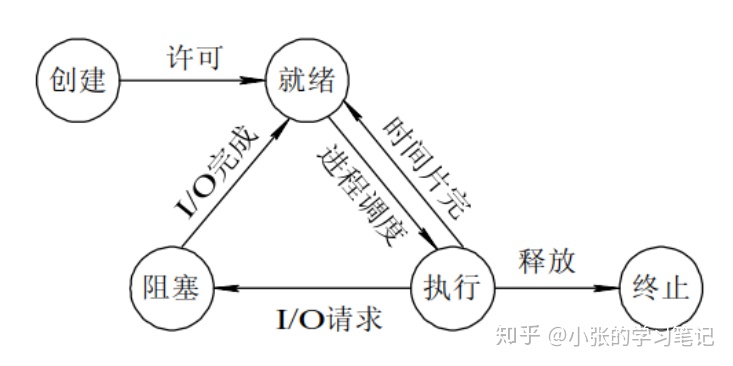 许可
创建
就绪
I/O完成
进程调度
时间片完
阻塞
执行
释放
终止
I/O请求
知乎 @小张的学习笔记